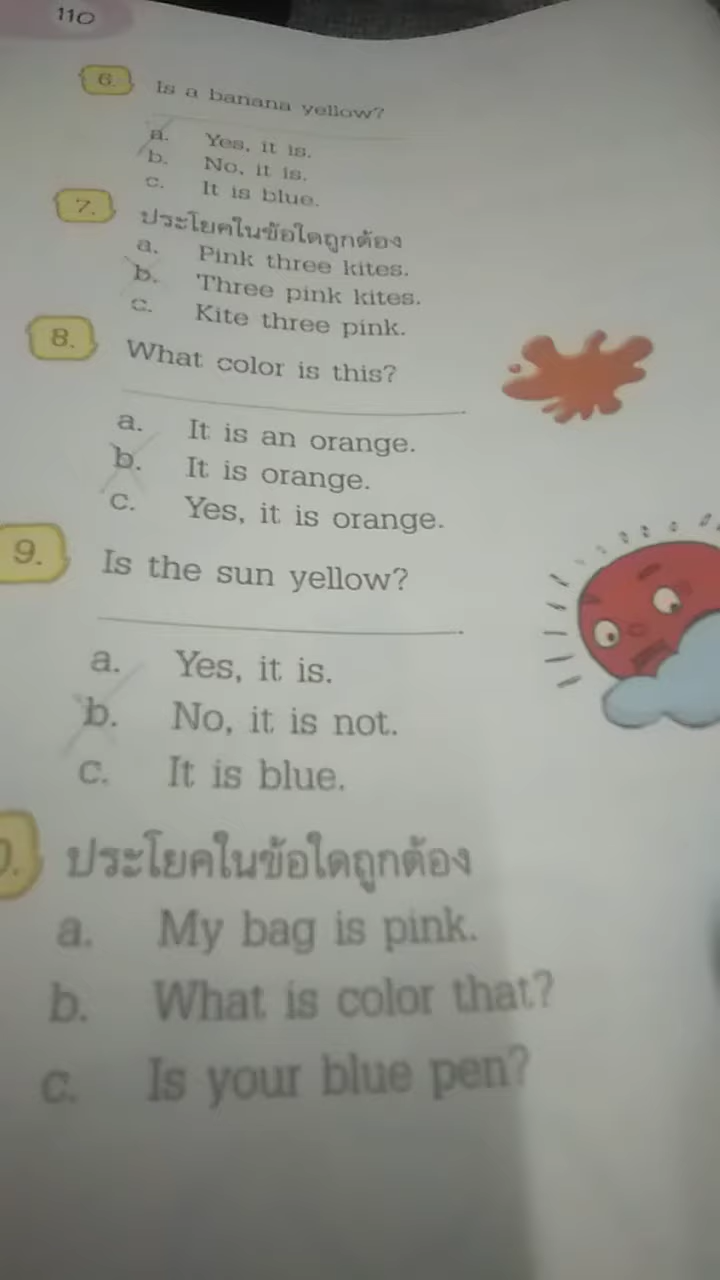 110
6. Is a banana yellow?
a. Yes, it is.
b. No, it is.
c. It is blue.
7. ประโยคในข้อใดถูกต้อง
a. Pink three kites.
b. Three pink kites.
c. Kite three pink.
8. What color is this?
a. It is an orange.
b. It is orange.
c. Yes, it is orange.
9. Is the sun yellow?
a. Yes, it is.
b. No, it is not.
c. It is blue.
0. ประโยคในข้อใดถูกต้อง
a. My bag is pink.
b. What is color that?
c. Is your blue pen?